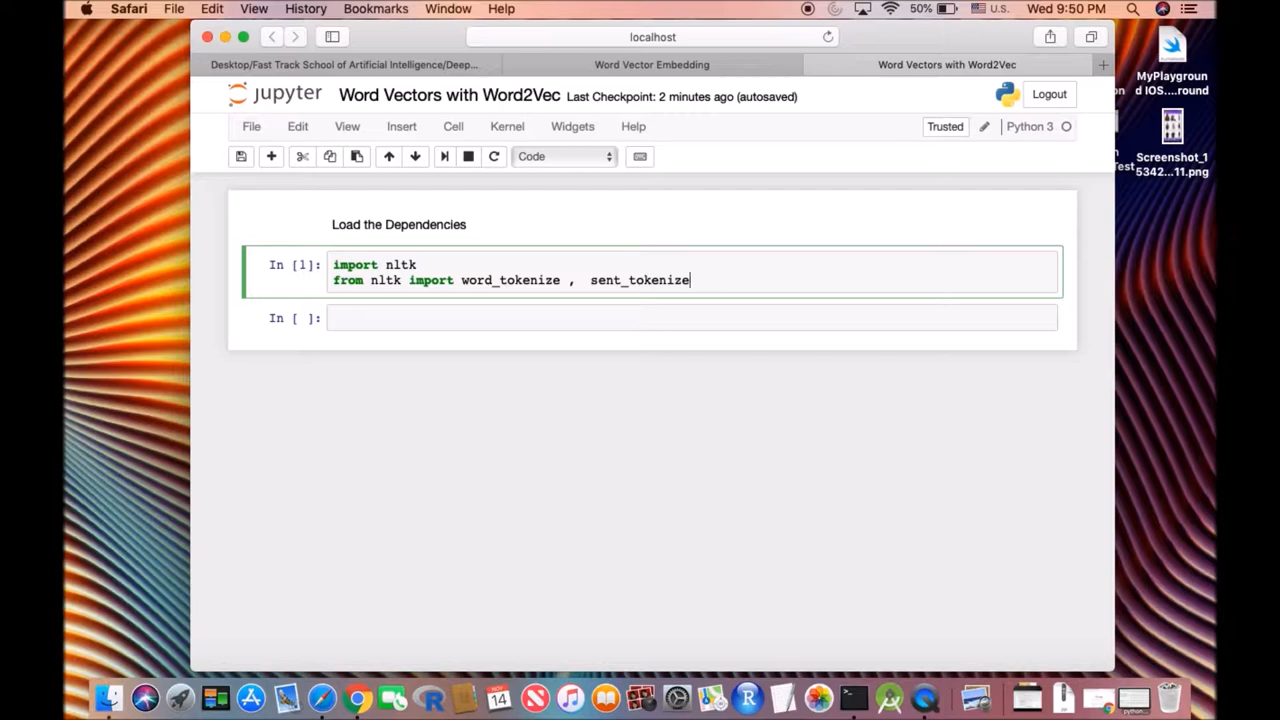 Safari File Edit View History Bookmarks Window Help 50% U.S. Wed 9:50 PM
localhost
Desktop/Fast Track School of Artificial Intelligence/Deep... Word Vector Embedding Word Vectors with Word2Vec
jupyter Word Vectors with Word2Vec Last Checkpoint: 2 minutes ago (autosaved) Logout
File Edit View Insert Cell Kernel Widgets Help Trusted Python 3
Code
Load the Dependencies
In [1]: import nltk
from nltk import word_tokenize ,  sent_tokenize
In [ ]:
MyPlaygroun
d IOS....round
Screenshot_1
5342...11.png
NOV
14
R